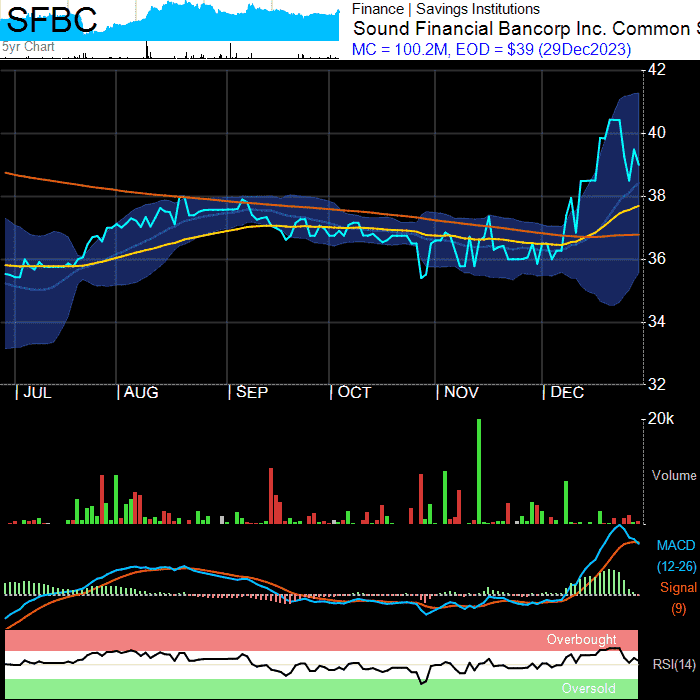 SFBC
5yr Chart
Finance | Savings Institutions
Sound Financial Bancorp Inc. Common S
MC = 100.2M, EOD = $39 (29Dec2023)
42
40
38
36
34
32
| JUL | AUG | SEP | OCT | NOV | DEC
20k
Volume
MACD
(12-26)
Signal
(9)
Overbought
RSI(14)
Oversold